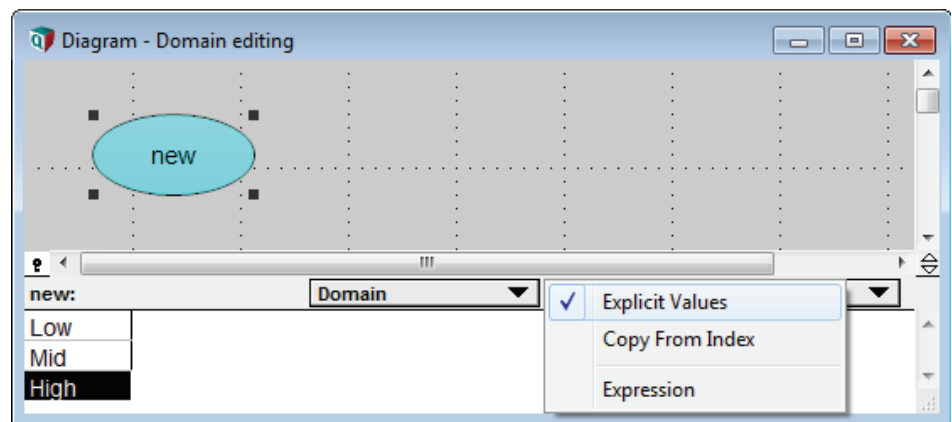 Diagram - Domain editing
new
new:
Domain
Explicit Values
Copy From Index
Expression
Low
Mid
High